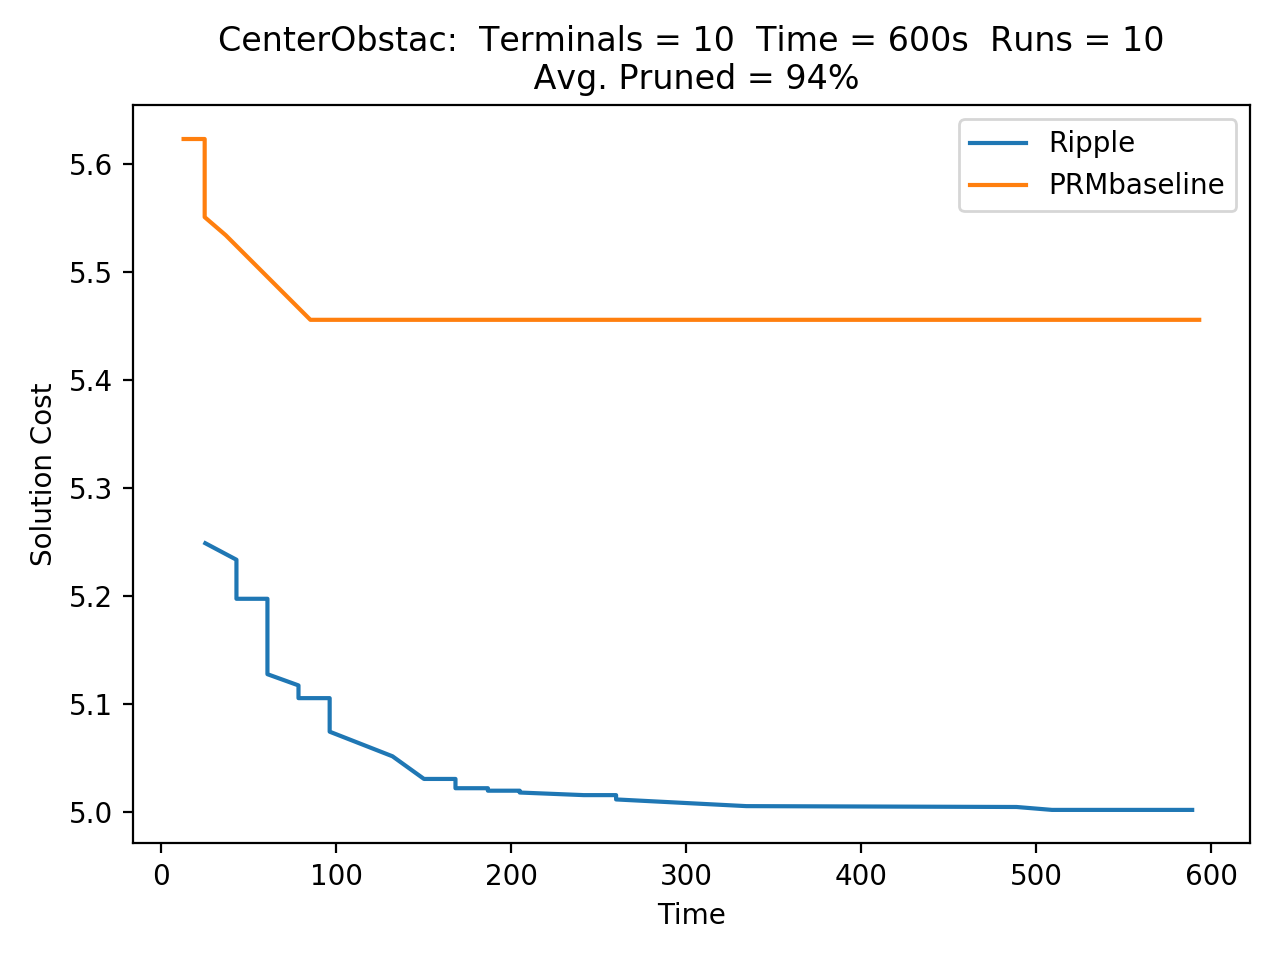 CenterObstac:  Terminals = 10  Time = 600s  Runs = 10
Avg. Pruned = 94%
Ripple
PRMbaseline
Solution Cost
5.6
5.5
5.4
5.3
5.2
5.1
5.0
0 100 200 300 400 500 600
Time